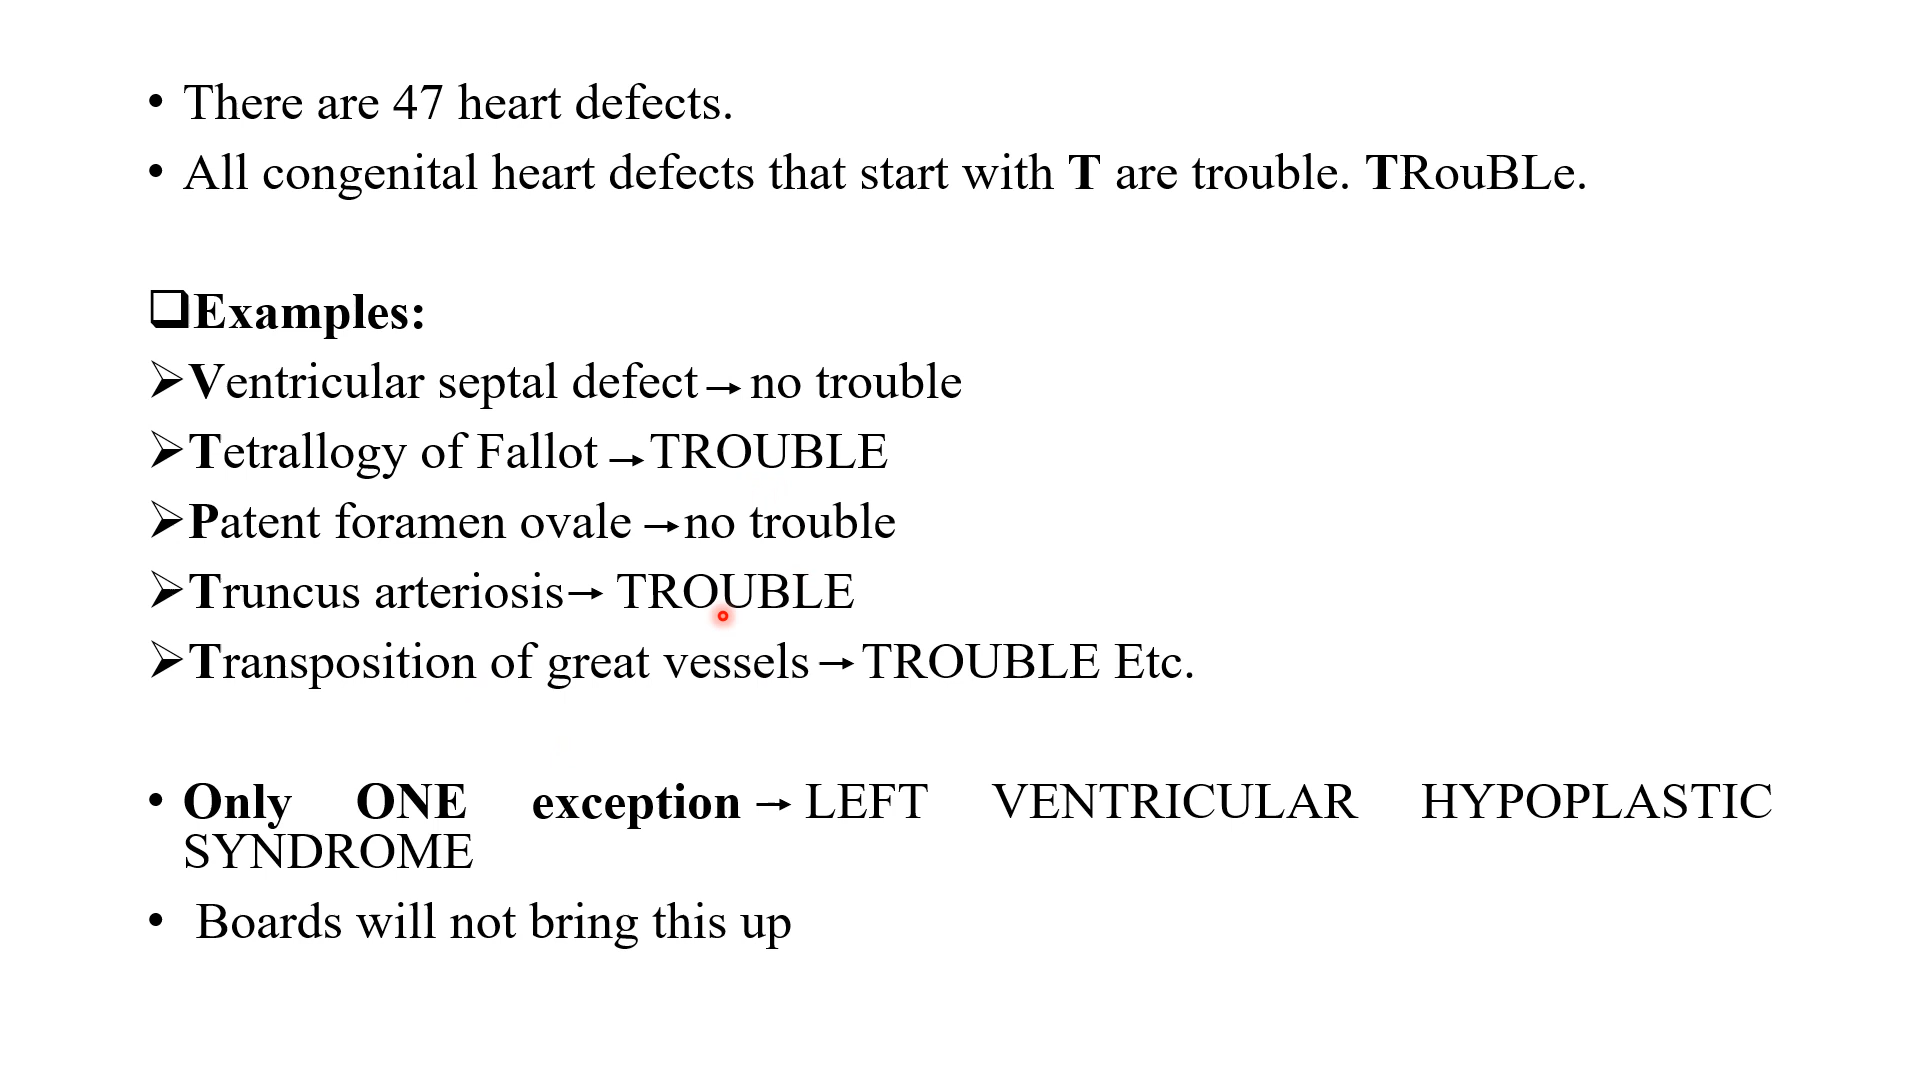 • There are 47 heart defects.
• All congenital heart defects that start with T are trouble. TRouBLe.
❑Examples:
➢Ventricular septal defect→no trouble
➢Tetrallogy of Fallot →TROUBLE
➢Patent foramen ovale →no trouble
➢Truncus arteriosis→ TROUBLE
➢Transposition of great vessels→TROUBLE Etc.
• Only ONE exception→LEFT VENTRICULAR HYPOPLASTIC
SYNDROME
• Boards will not bring this up